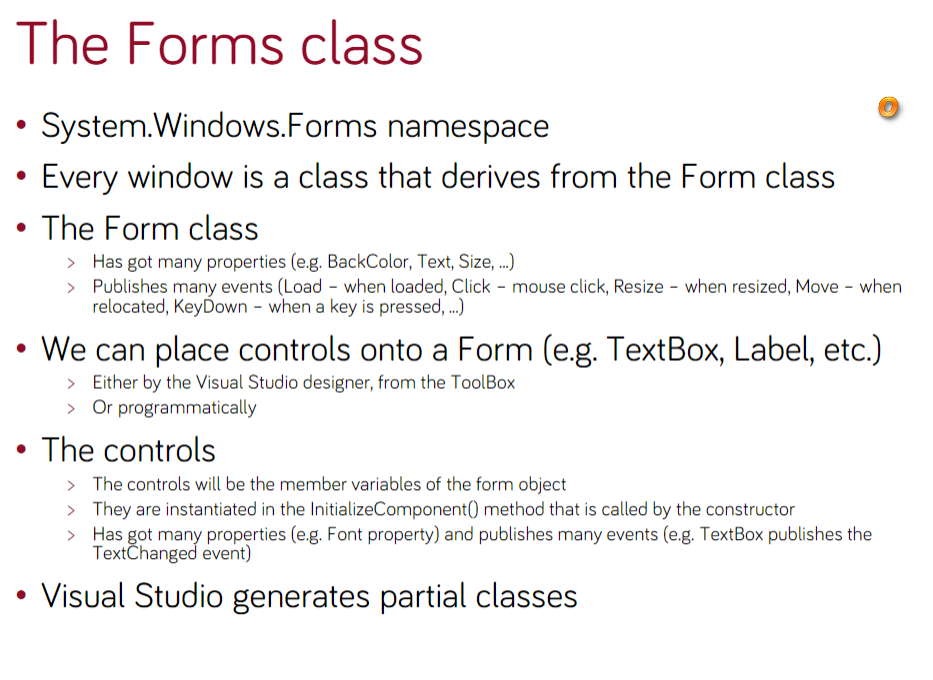 The Forms class
• System.Windows.Forms namespace
• Every window is a class that derives from the Form class
• The Form class
> Has got many properties (e.g. BackColor, Text, Size, …)
> Publishes many events (Load – when loaded, Click – mouse click, Resize – when resized, Move – when
relocated, KeyDown – when a key is pressed, …)
• We can place controls onto a Form (e.g. TextBox, Label, etc.)
> Either by the Visual Studio designer, from the ToolBox
> Or programmatically
• The controls
> The controls will be the member variables of the form object
> They are instantiated in the InitializeComponent() method that is called by the constructor
> Has got many properties (e.g. Font property) and publishes many events (e.g. TextBox publishes the
TextChanged event)
• Visual Studio generates partial classes